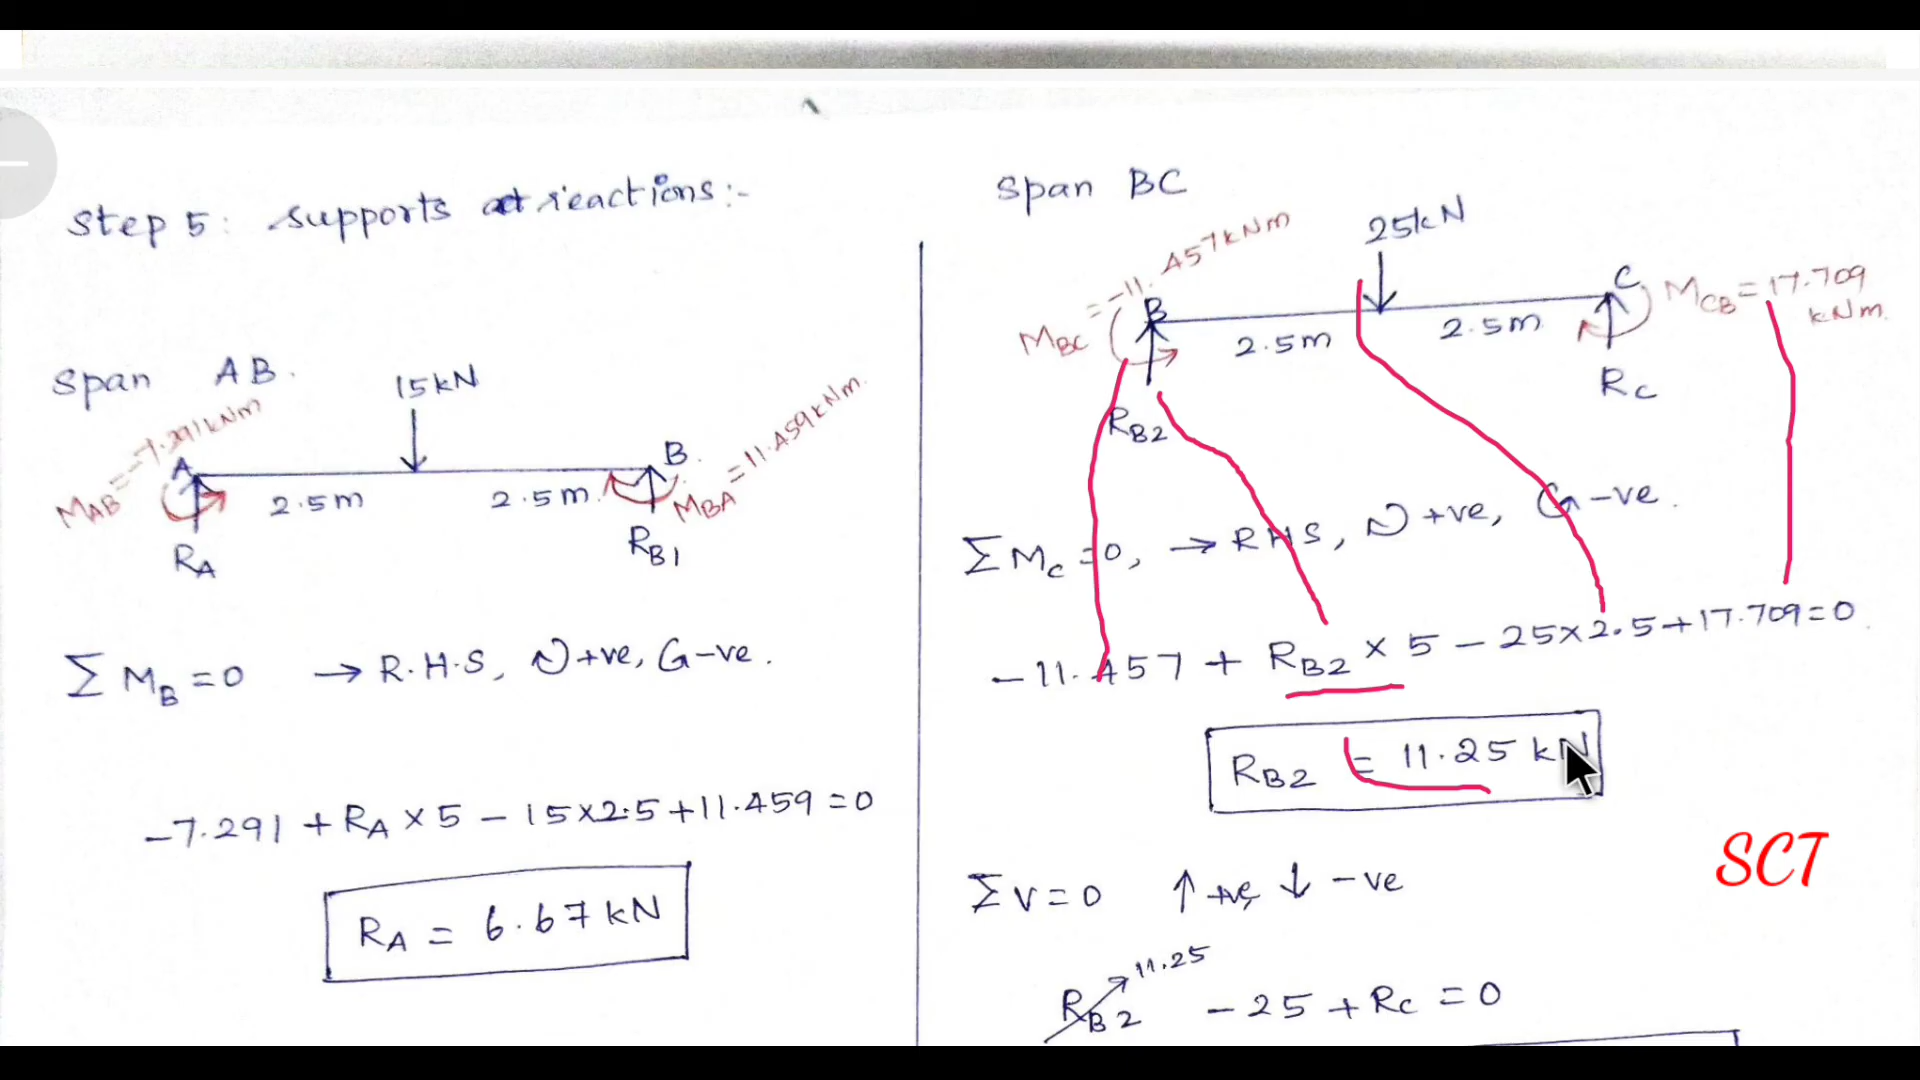 Step 5: supports at reactions:-
Span AB.
15kN
MAB = -7.291kNm
A
B
2.5m
2.5m
MBA = 11.459kNm.
RA
RB1
ΣMB = 0 → R.H.S, ↻+ve, ↺-ve.
-7.291 + RA × 5 - 15×2.5+11.459 = 0
RA = 6.67 kN
Span BC
25kN
MBC = -11.457kNm
B
C
MCB = 17.709 kNm.
2.5m
2.5m
RB2
RC
ΣMc = 0, → RHS, ↻ +ve, ↺ -ve.
-11.457 + RB2 × 5 - 25×2.5+17.709=0
RB2 = 11.25 kN
SCT
ΣV = 0 ↑ +ve ↓ -ve
11.25
RB2 - 25 + Rc = 0